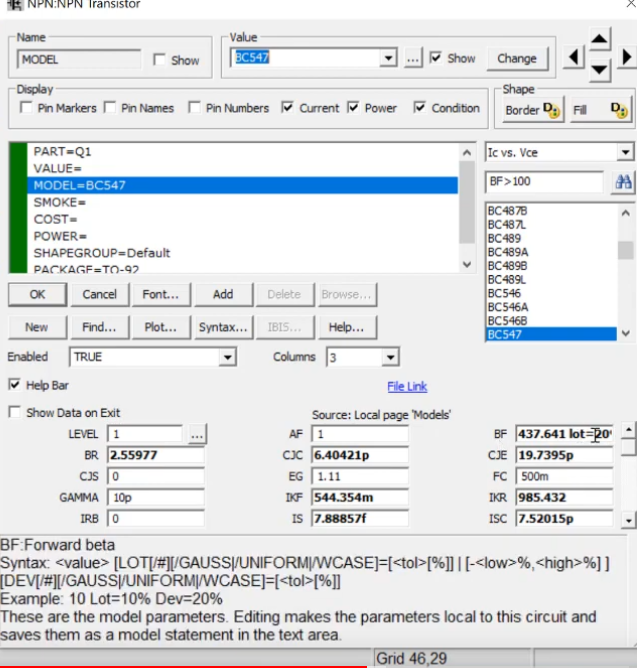 NPN:NPN Transistor
Name
Value
MODEL
Show
BC547
...
Show
Change
Display
Pin Markers
Pin Names
Pin Numbers
Current
Power
Condition
Shape
Border
Fill
PART=Q1
VALUE=
MODEL=BC547
SMOKE=
COST=
POWER=
SHAPEGROUP=Default
PACKAGE=TO-92
Ic vs. Vce
BF>100
BC487B
BC487L
BC489
BC489A
BC489B
BC489L
BC546
BC546A
BC546B
BC547
OK
Cancel
Font...
Add
Delete
Browse...
New
Find...
Plot...
Syntax...
IBIS...
Help...
Enabled
TRUE
Columns
3
Help Bar
File Link
Show Data on Exit
Source: Local page 'Models'
LEVEL 1 ...
AF 1
BF 437.641 lot=20
BR 2.55977
CJC 6.40421p
CJE 19.7395p
CJS 0
EG 1.11
FC 500m
GAMMA 10p
IKF 544.354m
IKR 985.432
IRB 0
IS 7.88857f
ISC 7.52015p
BF:Forward beta
Syntax: <value> [LOT[/#][/GAUSS|/UNIFORM|/WCASE]=[<tol>[%]] | [-<low>%,<high>%] ]
[DEV[/#][/GAUSS|/UNIFORM|/WCASE]=[<tol>[%]]
Example: 10 Lot=10% Dev=20%
These are the model parameters. Editing makes the parameters local to this circuit and
saves them as a model statement in the text area.
Grid 46,29